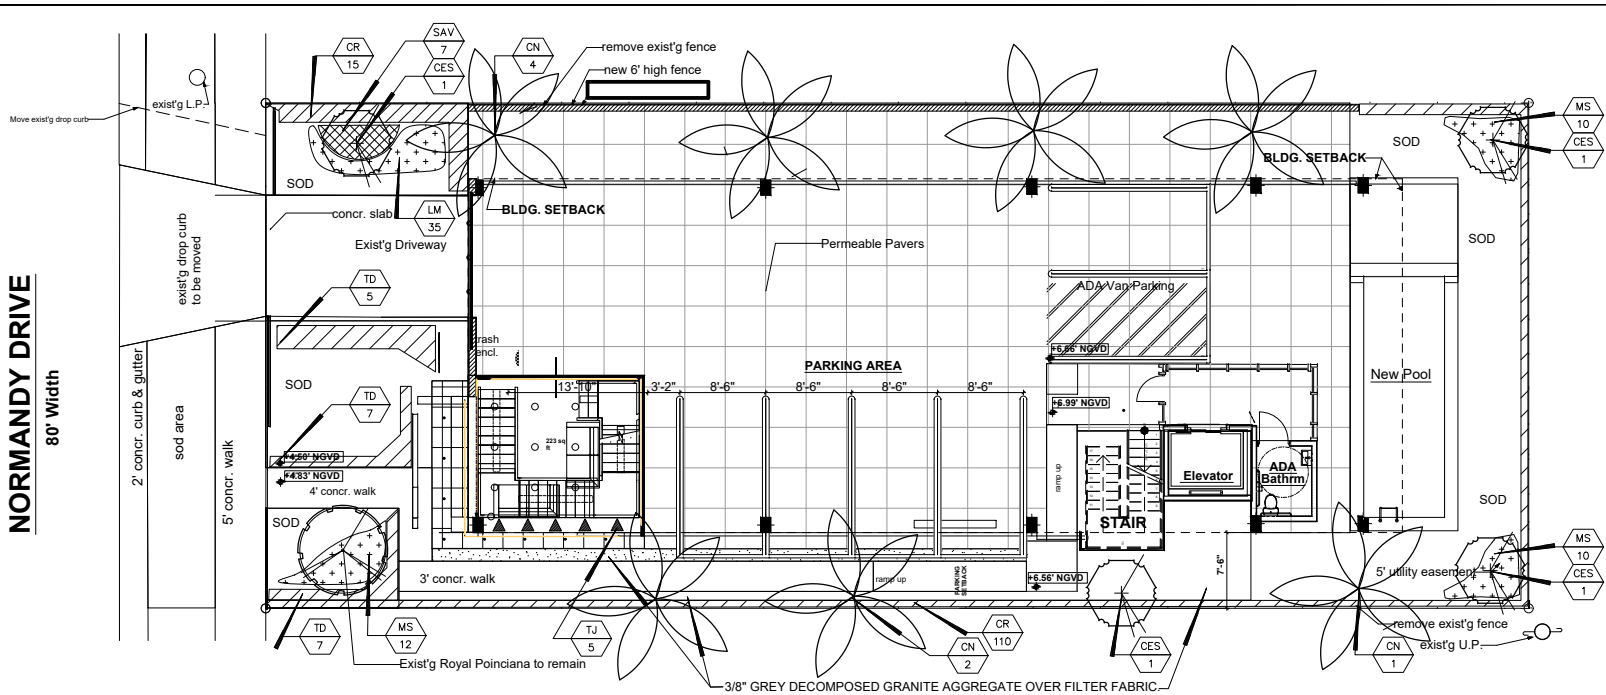 SAV
7
CES
1
CR
15
CN
4
remove exist'g fence
new 6' high fence
exist'g L.P.
Move exist'g drop curb
MS
10
CES
1
SOD
BLDG. SETBACK
SOD
concr. slab
LM
35
BLDG. SETBACK
Exist'g Driveway
Permeable Pavers
SOD
exist'g drop curb
to be moved
TD
5
ADA Van Parking
trash
encl.
+6.66' NGVD
PARKING AREA
NORMANDY DRIVE
80' Width
2' concr. curb & gutter
sod area
5' concr. walk
SOD
13'-10"
3'-2"
8'-6"
8'-6"
8'-6"
8'-6"
New Pool
TD
7
+6.99' NGVD
223 sq
ft
+4.50' NGVD
+4.83' NGVD
4' concr. walk
ramp up
Elevator
ADA
Bathrm
SOD
SOD
STAIR
3' concr. walk
ramp up
PARKING
SETBACK
+6.56' NGVD
7'-6"
5' utility easement
MS
10
CES
1
TD
7
MS
12
TJ
5
CN
2
CR
110
CES
1
CN
1
remove exist'g fence
exist'g U.P.
Exist'g Royal Poinciana to remain
3/8" GREY DECOMPOSED GRANITE AGGREGATE OVER FILTER FABRIC.